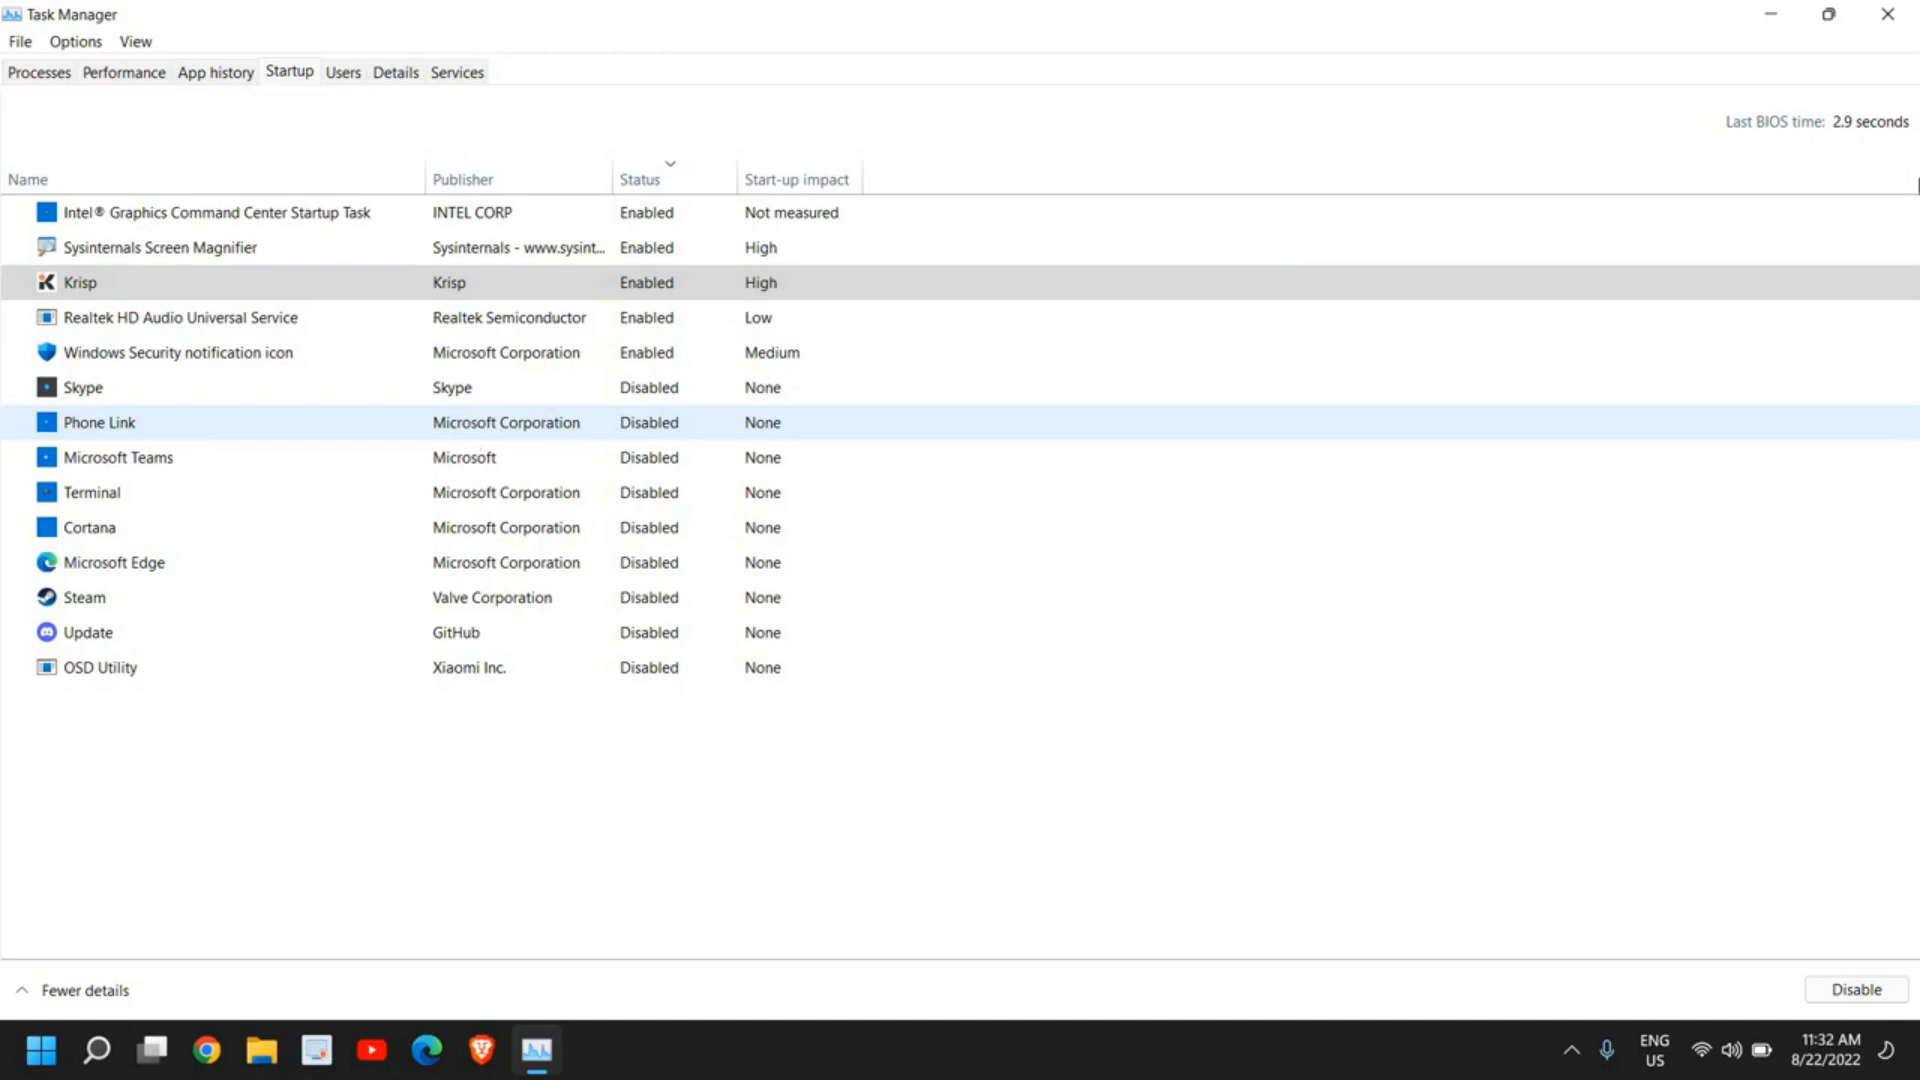 Task Manager
File Options View
Processes Performance App history Startup Users Details Services
Last BIOS time: 2.9 seconds
Name Publisher Status Start-up impact
Intel® Graphics Command Center Startup Task INTEL CORP Enabled Not measured
Sysinternals Screen Magnifier Sysinternals - www.sysint... Enabled High
Krisp Krisp Enabled High
Realtek HD Audio Universal Service Realtek Semiconductor Enabled Low
Windows Security notification icon Microsoft Corporation Enabled Medium
Skype Skype Disabled None
Phone Link Microsoft Corporation Disabled None
Microsoft Teams Microsoft Disabled None
Terminal Microsoft Corporation Disabled None
Cortana Microsoft Corporation Disabled None
Microsoft Edge Microsoft Corporation Disabled None
Steam Valve Corporation Disabled None
Update GitHub Disabled None
OSD Utility Xiaomi Inc. Disabled None
Fewer details Disable
ENG 11:32 AM
US 8/22/2022